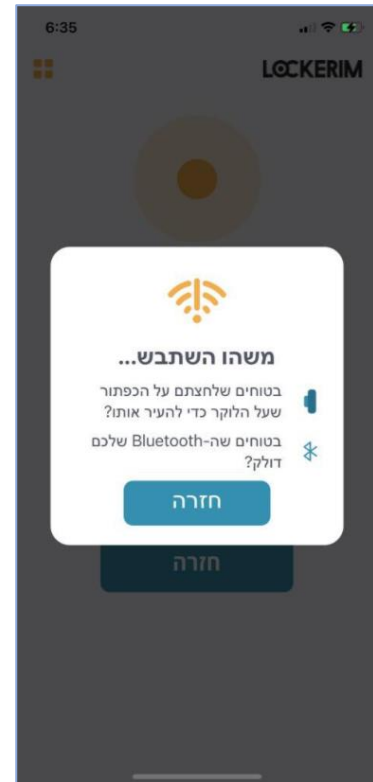 6:35
LOCKERIM
משהו השתבש...
בטוחים שלחצתם על הכפתור
שעל הלוקר כדי להעיר אותו?
בטוחים שה-Bluetooth שלכם
דולק?
חזרה
חזרה